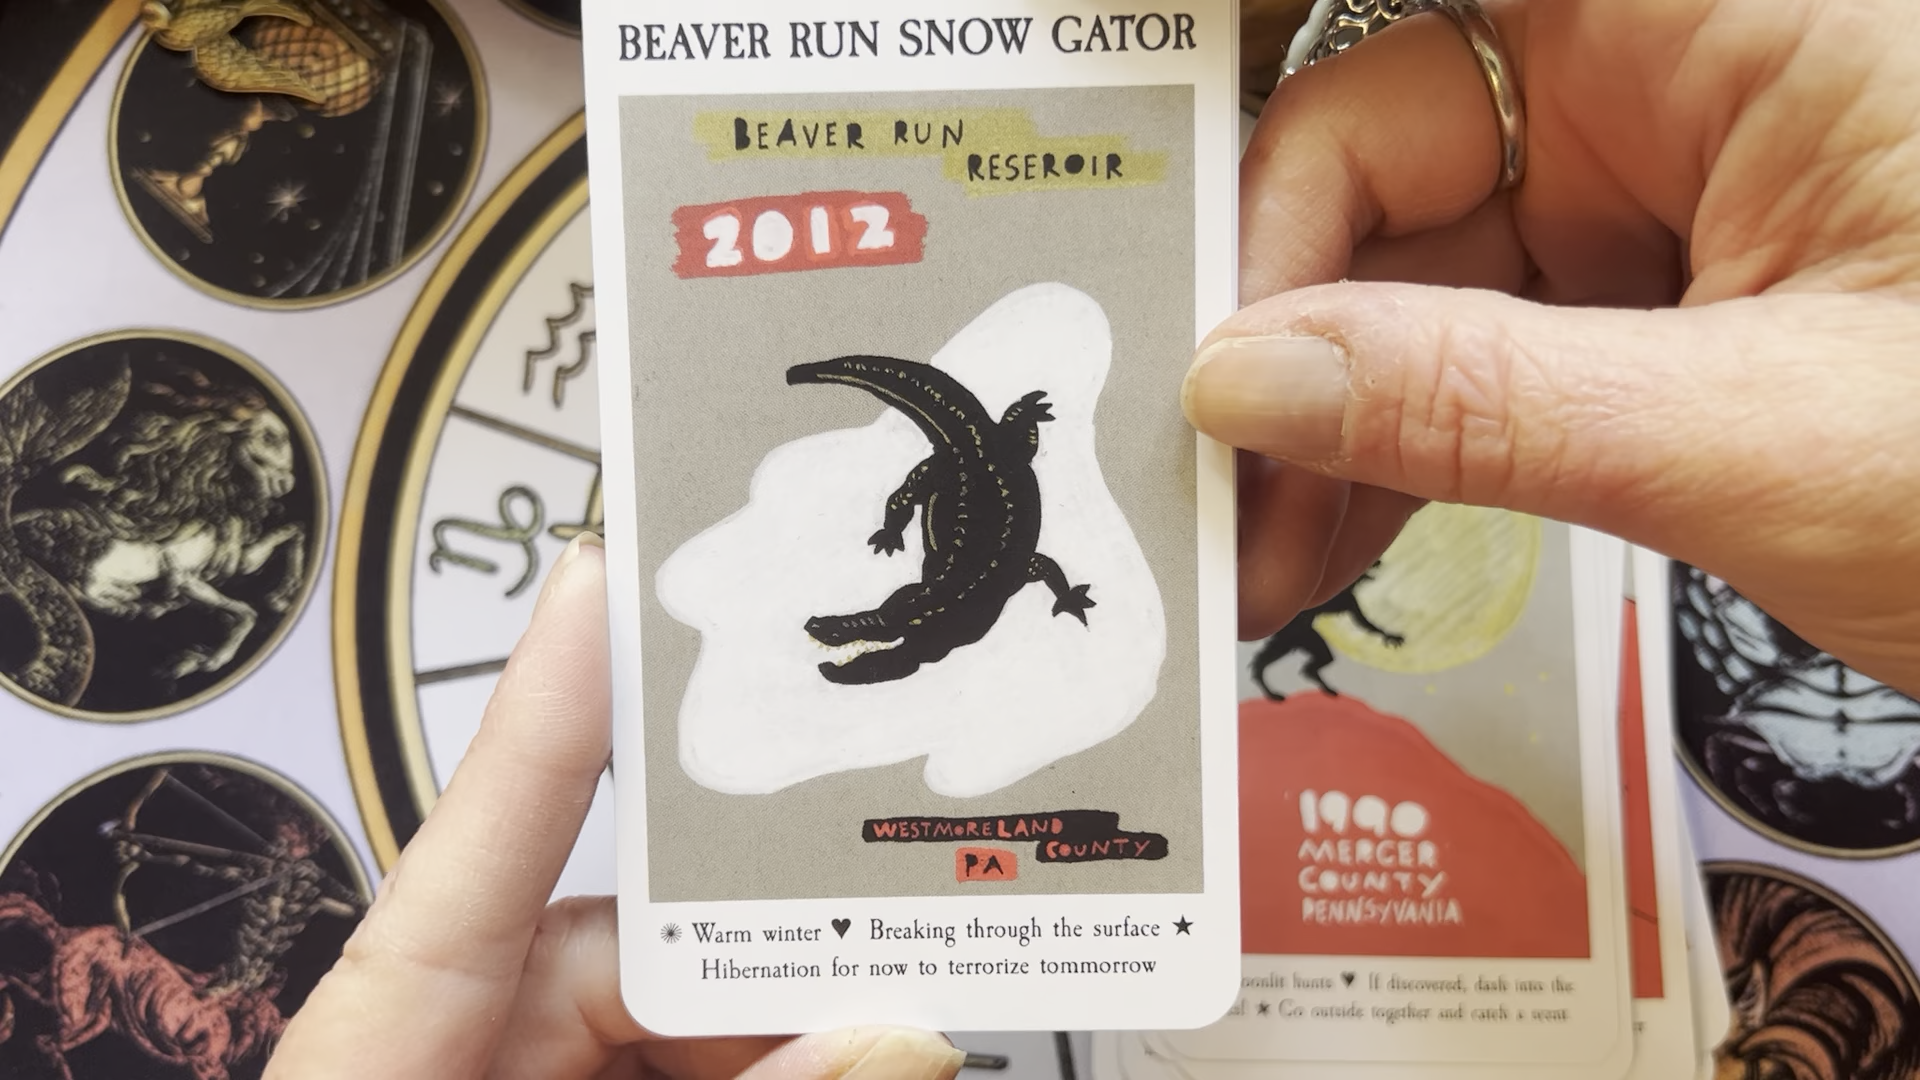 BEAVER RUN SNOW GATOR
BEAVER RUN
RESEROIR
2012
WESTMORELAND
COUNTY
PA
Warm winter ♥ Breaking through the surface ★
Hibernation for now to terrorize tommorrow
1990
MERCER
COUNTY
PENNSYLVANIA
hunts ♥ If discovered, dash into the
★ Go outside together and catch a scent